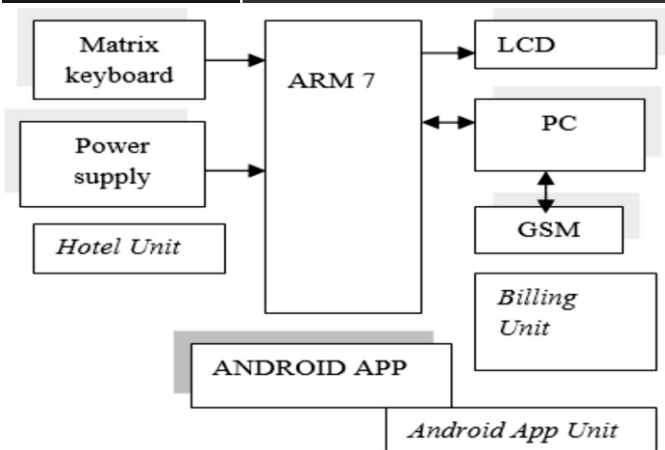 Matrix
keyboard
Power
supply
Hotel Unit
ARM 7
LCD
PC
GSM
Billing
Unit
ANDROID APP
Android App Unit